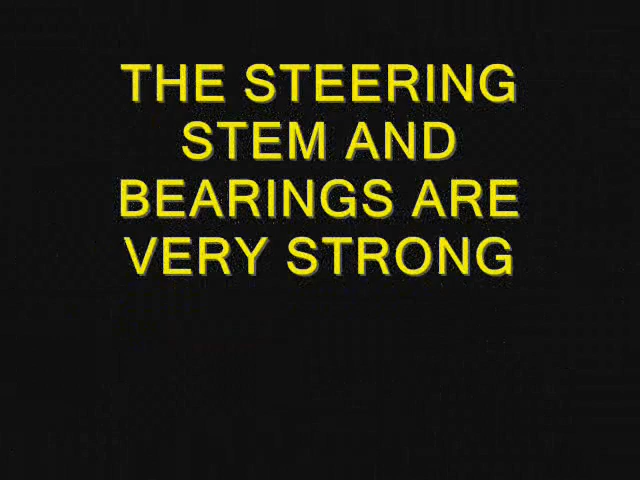 THE STEERING
STEM AND
BEARINGS ARE
VERY STRONG